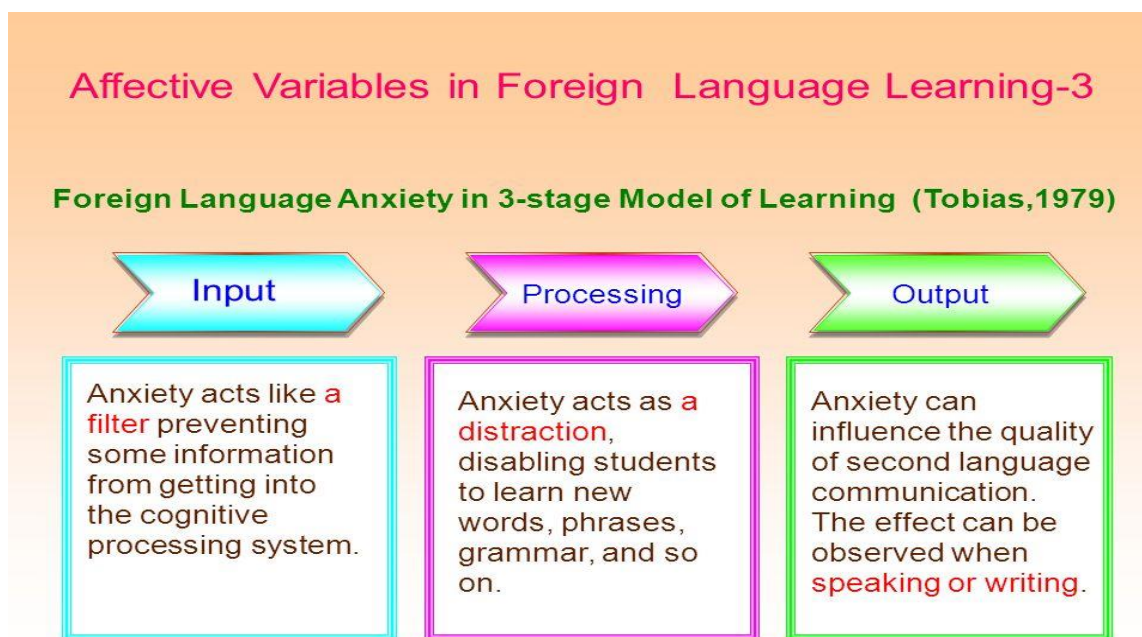 Affective Variables in Foreign Language Learning-3
Foreign Language Anxiety in 3-stage Model of Learning (Tobias,1979)
Input
Anxiety acts like a
filter preventing
some information
from getting into
the cognitive
processing system.
Processing
Anxiety acts as a
distraction,
disabling students
to learn new
words, phrases,
grammar, and so
on.
Output
Anxiety can
influence the quality
of second language
communication.
The effect can be
observed when
speaking or writing.